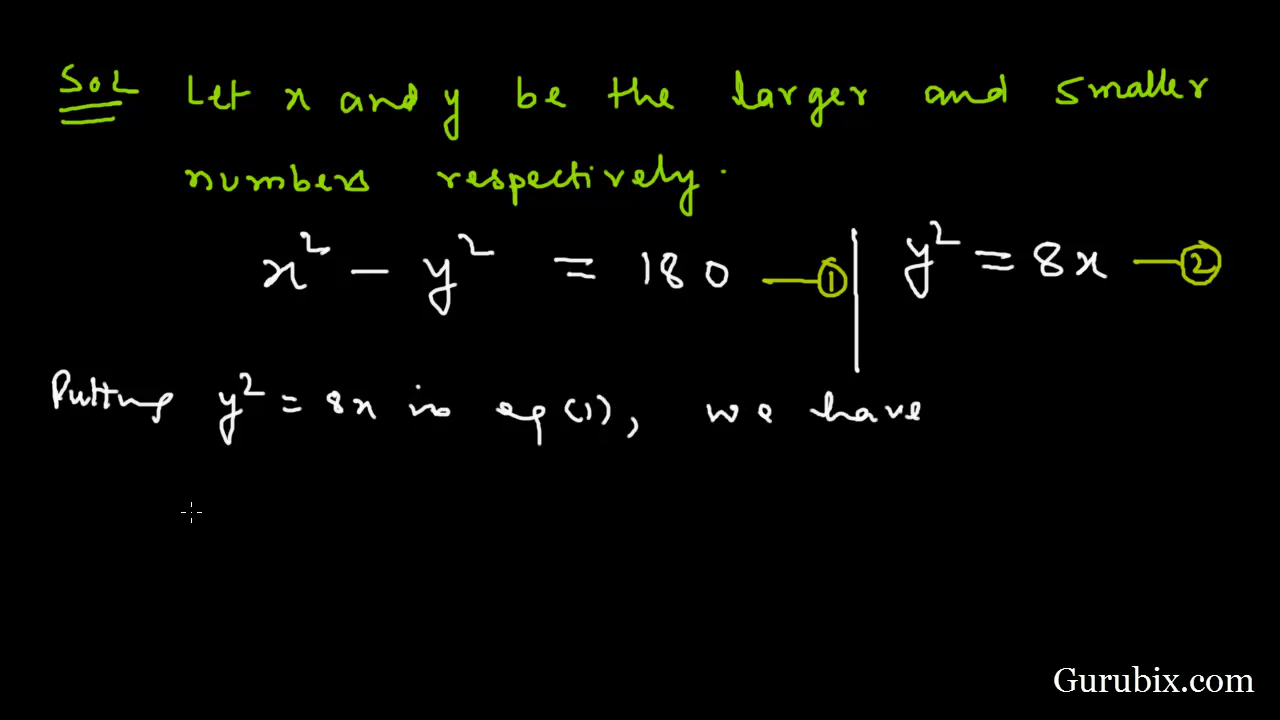 Sol Let x and y be the larger and smaller
numbers respectively.
x² − y² = 180 —① | y² = 8x —②
Putting y² = 8x in eq (1), we have
Gurubix.com